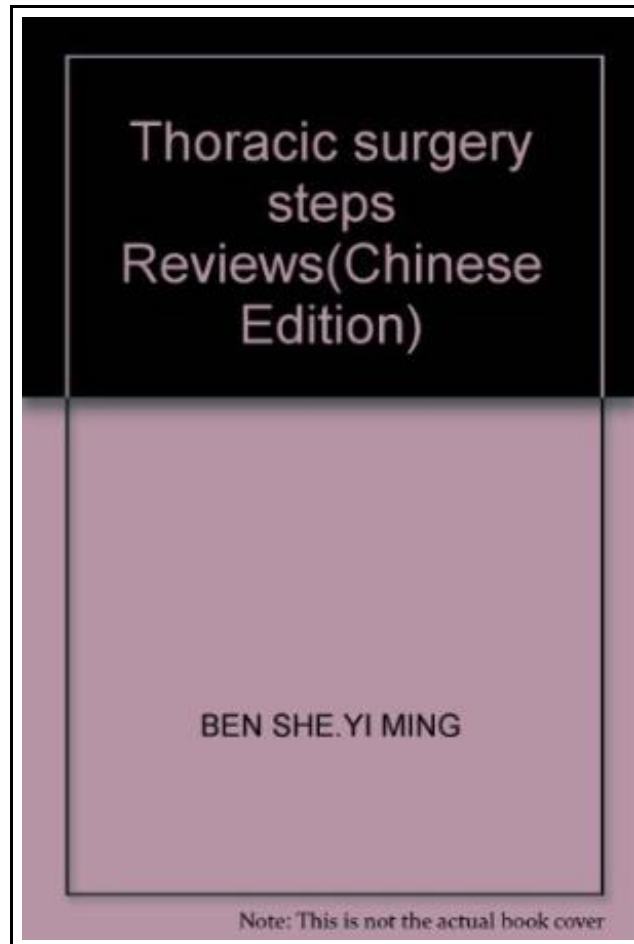 Thoracic surgery
steps
Reviews(Chinese
Edition)
BEN SHE.YI MING
Note: This is not the actual book cover